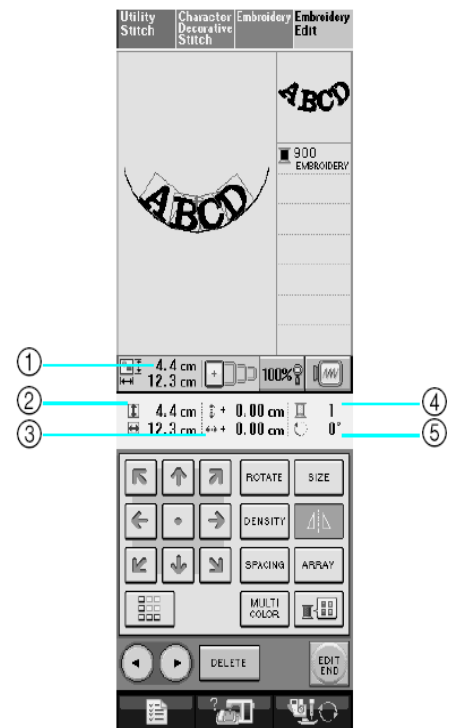 Utility Stitch
Character Decorative Stitch
Embroidery
Embroidery Edit
ABCD
900
EMBROIDERY
ABCD
① 4.4 cm
12.3 cm
100%
② 4.4 cm + 0.00 cm 1 ④
③ 12.3 cm + 0.00 cm 0° ⑤
ROTATE SIZE
DENSITY
SPACING ARRAY
MULTI COLOR
DELETE
EDIT END